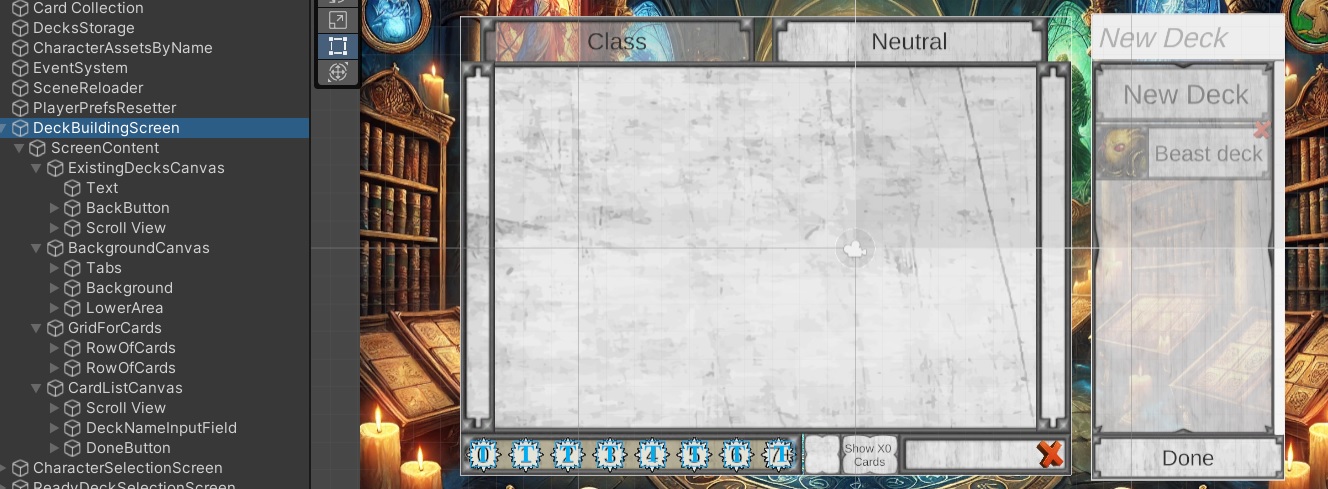 Card Collection
DecksStorage
CharacterAssetsByName
EventSystem
SceneReloader
PlayerPrefsResetter
DeckBuildingScreen
ScreenContent
ExistingDecksCanvas
Text
BackButton
Scroll View
BackgroundCanvas
Tabs
Background
LowerArea
GridForCards
RowOfCards
RowOfCards
CardListCanvas
Scroll View
DeckNameInputField
DoneButton
CharacterSelectionScreen
ReadyDeckSelectionScreen
Class
Neutral
New Deck
New Deck
Beast deck
0 1 2 3 4 5 6
Show X0
Cards
Done